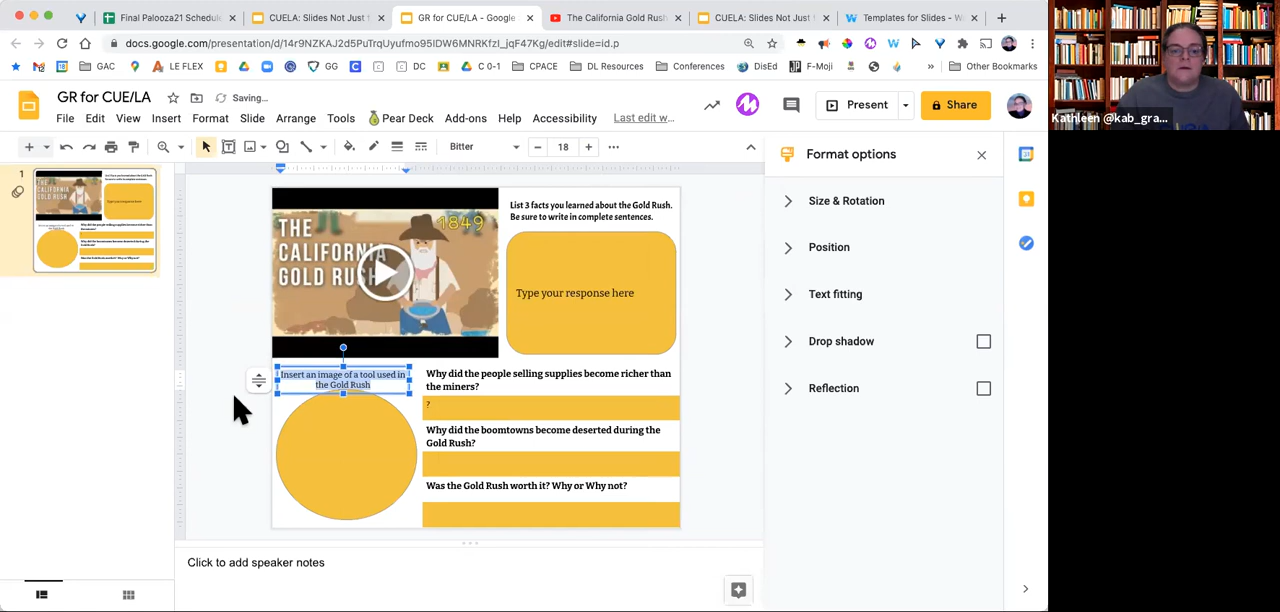 Final Palooza21 Schedul
CUELA: Slides Not Just
GR for CUE/LA - Google
The California Gold Rush
CUELA: Slides Not Just
Templates for Slides - W
docs.google.com/presentation/d/14r9NZKAJ2d5PuTrqUyufmo95lDW6MNRKfzI_jqF47Kg/edit#slide=id.p
GAC
LE FLEX
GG
C 0-1
DC
CPACE
DL Resources
Conferences
DisEd
F-Moji
Other Bookmarks
GR for CUE/LA
Saving...
File Edit View Insert Format Slide Arrange Tools Pear Deck Add-ons Help Accessibility Last edit w...
Present
Share
Kathleen @kab_gra...
Bitter
18
Format options
Size & Rotation
Position
Text fitting
Drop shadow
Reflection
1
THE
CALIFORNIA
GOLD RUSH
1849
List 3 facts you learned about the Gold Rush.
Be sure to write in complete sentences.
Type your response here
Insert an image of a tool used in
the Gold Rush
Why did the people selling supplies become richer than
the miners?
?
Why did the boomtowns become deserted during the
Gold Rush?
Was the Gold Rush worth it? Why or Why not?
Click to add speaker notes